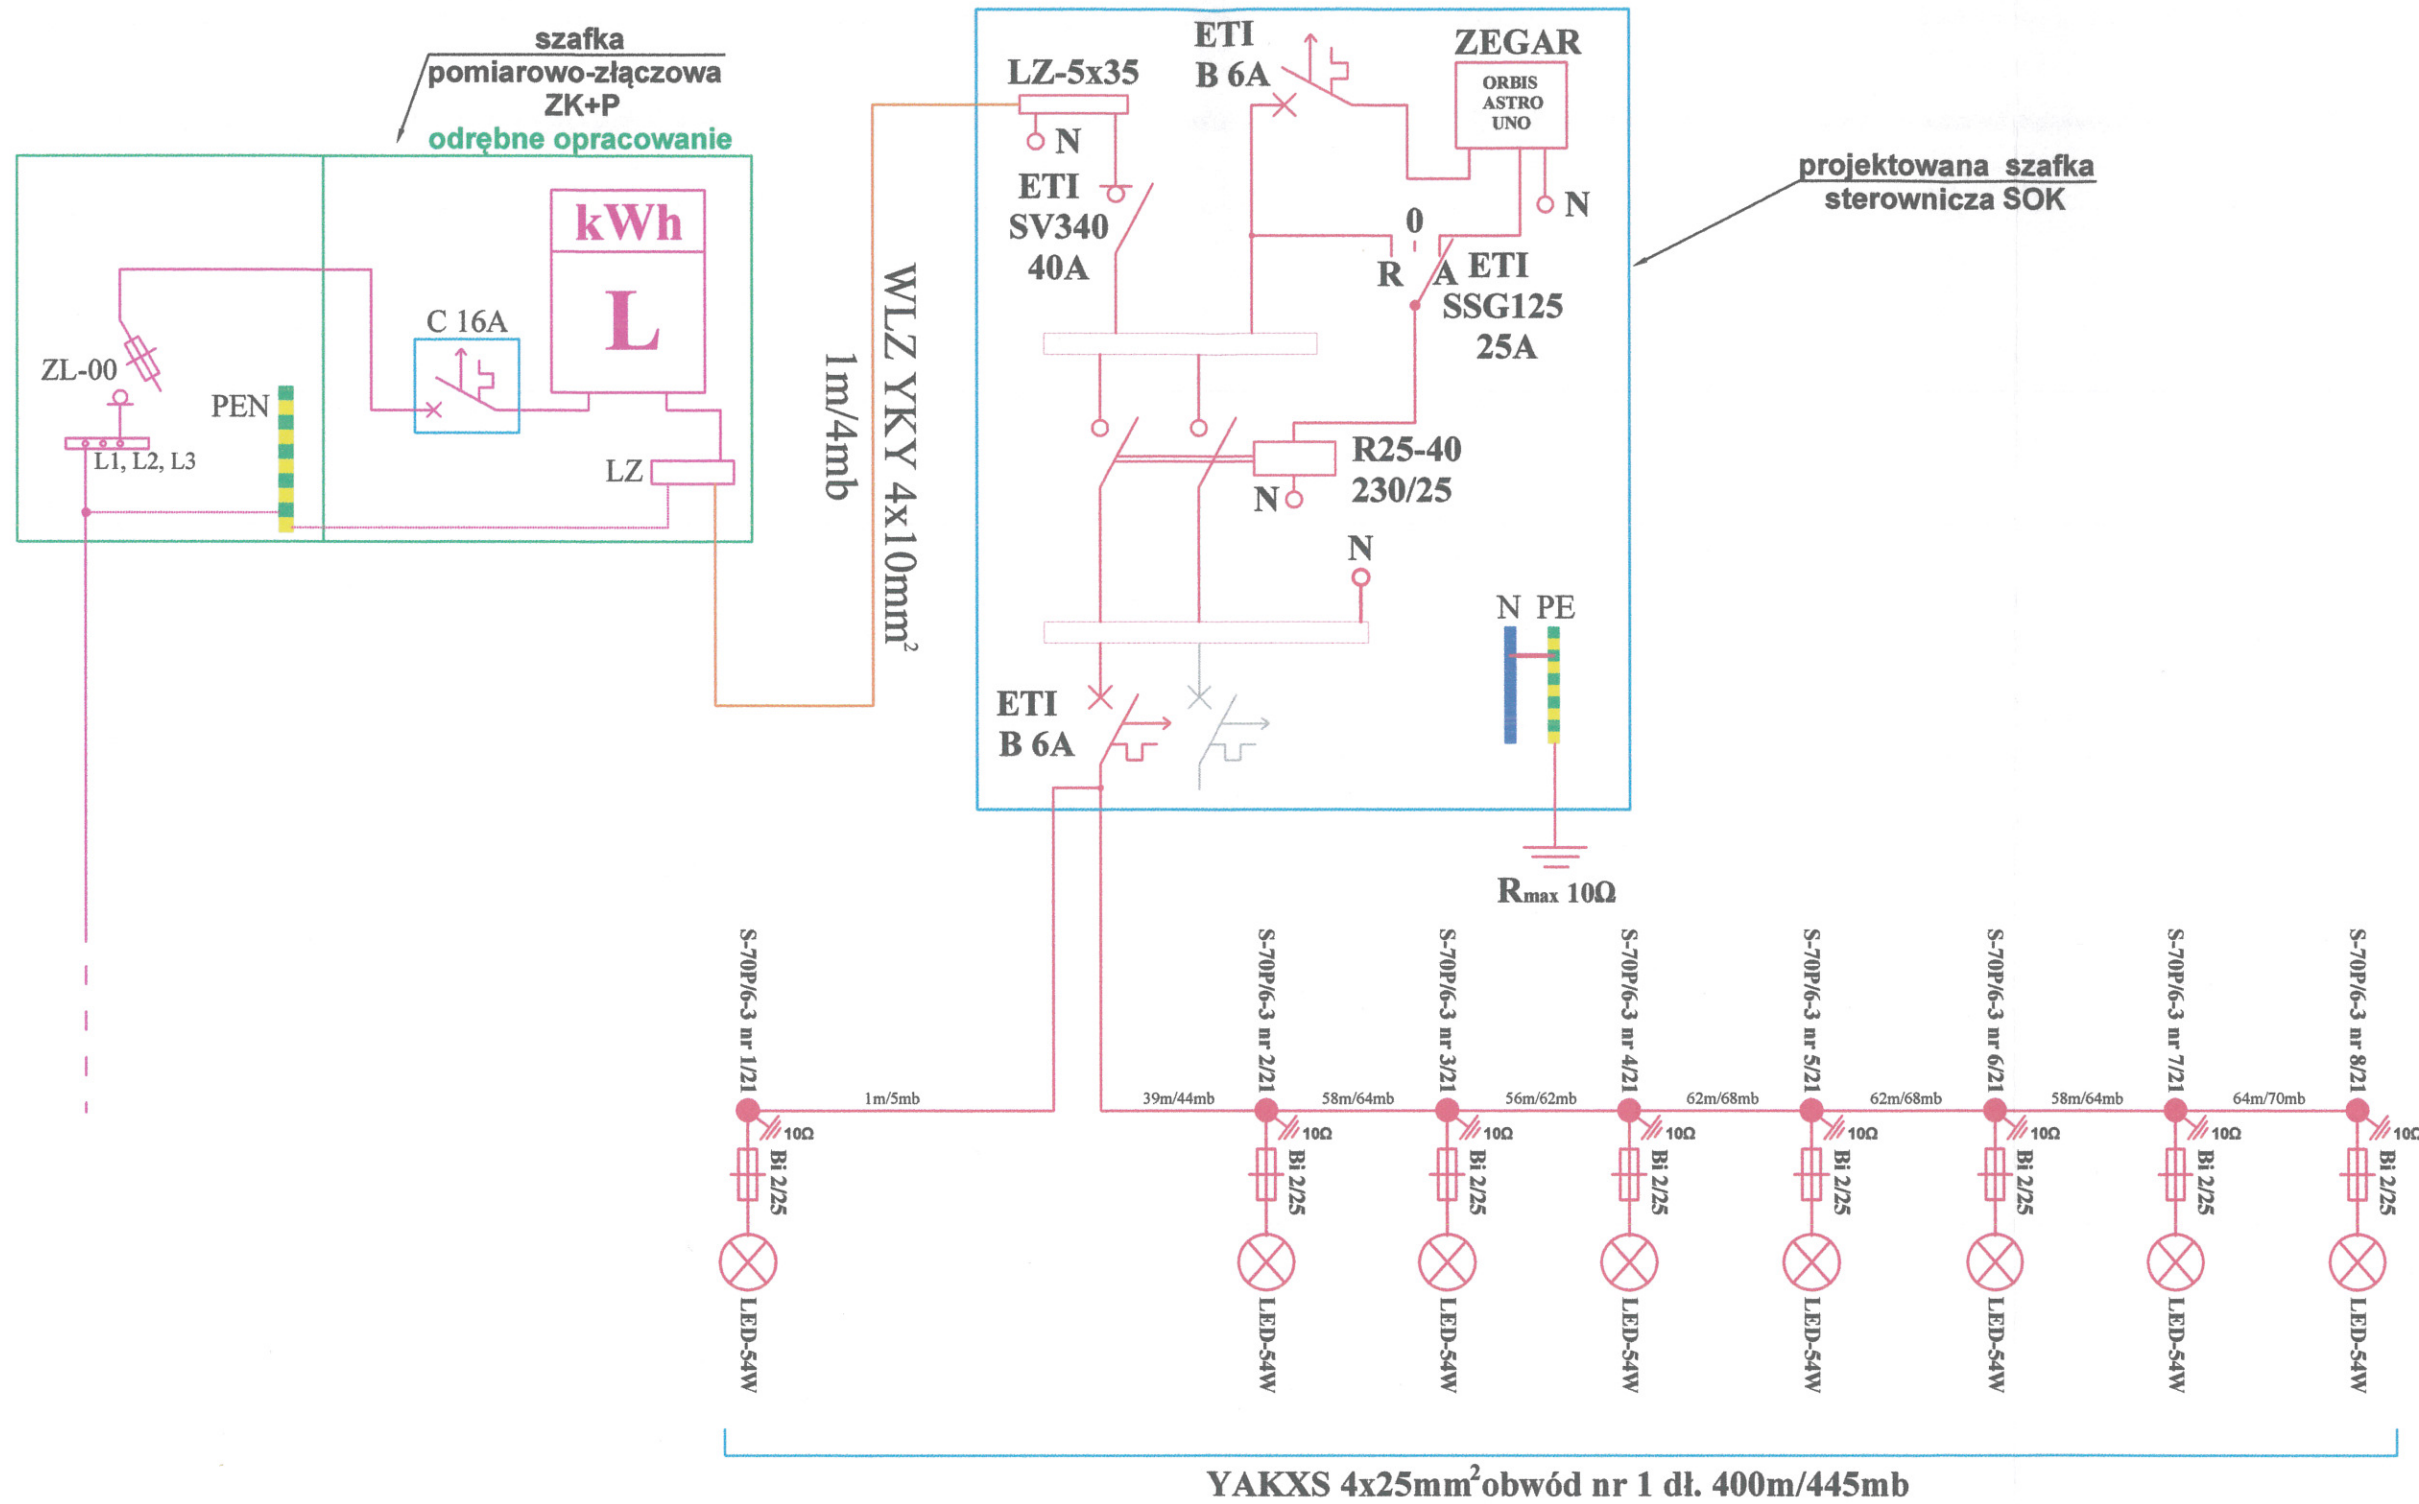 szafka
pomiarowo-złączowa
ZK+P
odrębne opracowanie
kWh
L
C 16A
ZL-00
PEN
L1, L2, L3
LZ
WLZ YKY 4x10mm²
1m/4mb
LZ-5x35
N
ETI
SV340
40A
ETI
B 6A
ZEGAR
ORBIS
ASTRO
UNO
N
0
R
A
ETI
SSG125
25A
R25-40
230/25
N
N
N PE
ETI
B 6A
Rmax 10Ω
projektowana szafka
sterownicza SOK
S-70P/6-3 nr 1/21
S-70P/6-3 nr 2/21
S-70P/6-3 nr 3/21
S-70P/6-3 nr 4/21
S-70P/6-3 nr 5/21
S-70P/6-3 nr 6/21
S-70P/6-3 nr 7/21
S-70P/6-3 nr 8/21
1m/5mb
39m/44mb
58m/64mb
56m/62mb
62m/68mb
62m/68mb
58m/64mb
64m/70mb
10Ω
10Ω
10Ω
10Ω
10Ω
10Ω
10Ω
10Ω
Bi 2/25
Bi 2/25
Bi 2/25
Bi 2/25
Bi 2/25
Bi 2/25
Bi 2/25
Bi 2/25
LED-54W
LED-54W
LED-54W
LED-54W
LED-54W
LED-54W
LED-54W
LED-54W
YAKXS 4x25mm² obwód nr 1 dł. 400m/445mb